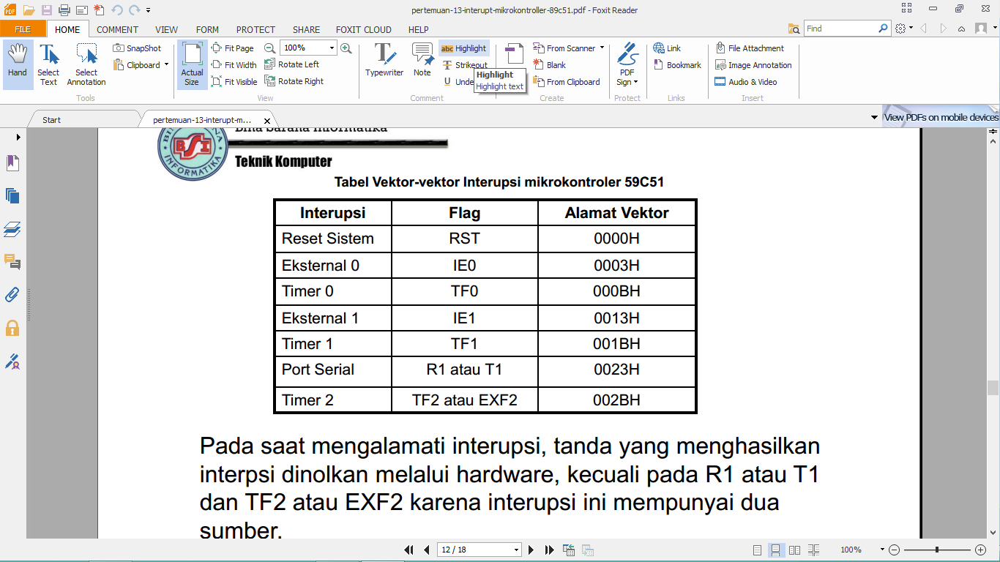 pertemuan-13-interupt-mikrokontroller-89c51.pdf - Foxit Reader
FILE HOME COMMENT VIEW FORM PROTECT SHARE FOXIT CLOUD HELP Find
Hand
Select Text
Select Annotation
SnapShot
Clipboard
Tools
Actual Size
Fit Page
Fit Width
Fit Visible
100%
Rotate Left
Rotate Right
View
Typewriter
Note
abc Highlight
T Strikeout
U Unde
Highlight
Highlight text
Comment
From Scanner
Blank
From Clipboard
Create
PDF Sign
Protect
Link
Bookmark
Links
File Attachment
Image Annotation
Audio & Video
Insert
Start
pertemuan-13-interupt-m...
View PDFs on mobile devices
Bina Sarana Informatika
BSI
INFORMATIKA
Teknik Komputer
Tabel Vektor-vektor Interupsi mikrokontroler 59C51
Interupsi Flag Alamat Vektor
Reset Sistem RST 0000H
Eksternal 0 IE0 0003H
Timer 0 TF0 000BH
Eksternal 1 IE1 0013H
Timer 1 TF1 001BH
Port Serial R1 atau T1 0023H
Timer 2 TF2 atau EXF2 002BH
Pada saat mengalamati interupsi, tanda yang menghasilkan
interpsi dinolkan melalui hardware, kecuali pada R1 atau T1
dan TF2 atau EXF2 karena interupsi ini mempunyai dua
sumber.
12 / 18
100%